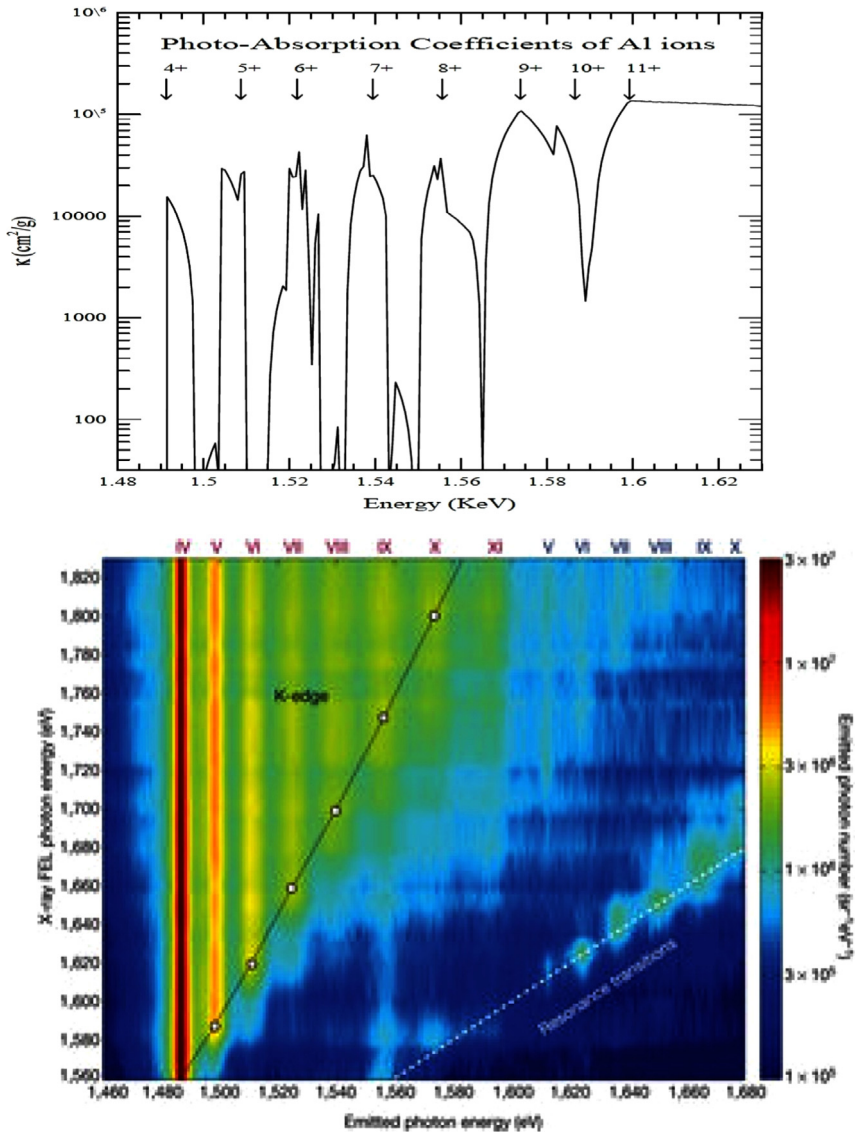 10\6
Photo-Absorption Coefficients of Al ions
4+ 5+ 6+ 7+ 8+ 9+ 10+ 11+
10\5
10000
1000
100
κ (cm²/g)
1.48 1.5 1.52 1.54 1.56 1.58 1.6 1.62
Energy (KeV)
IV V VI VII VIII IX X XI V VI VII VIII IX X
1,820
1,800
1,780
1,760
1,740
1,720
1,700
1,680
1,660
1,640
1,620
1,600
1,580
1,560
X-ray FEL photon energy (eV)
K-edge
Resonance transitions
3 × 10⁷
1 × 10⁷
3 × 10⁶
1 × 10⁶
3 × 10⁵
1 × 10⁵
Emitted photon number (sr⁻¹eV⁻¹)
1,460 1,480 1,500 1,520 1,540 1,560 1,580 1,600 1,620 1,640 1,660 1,680
Emitted photon energy (eV)